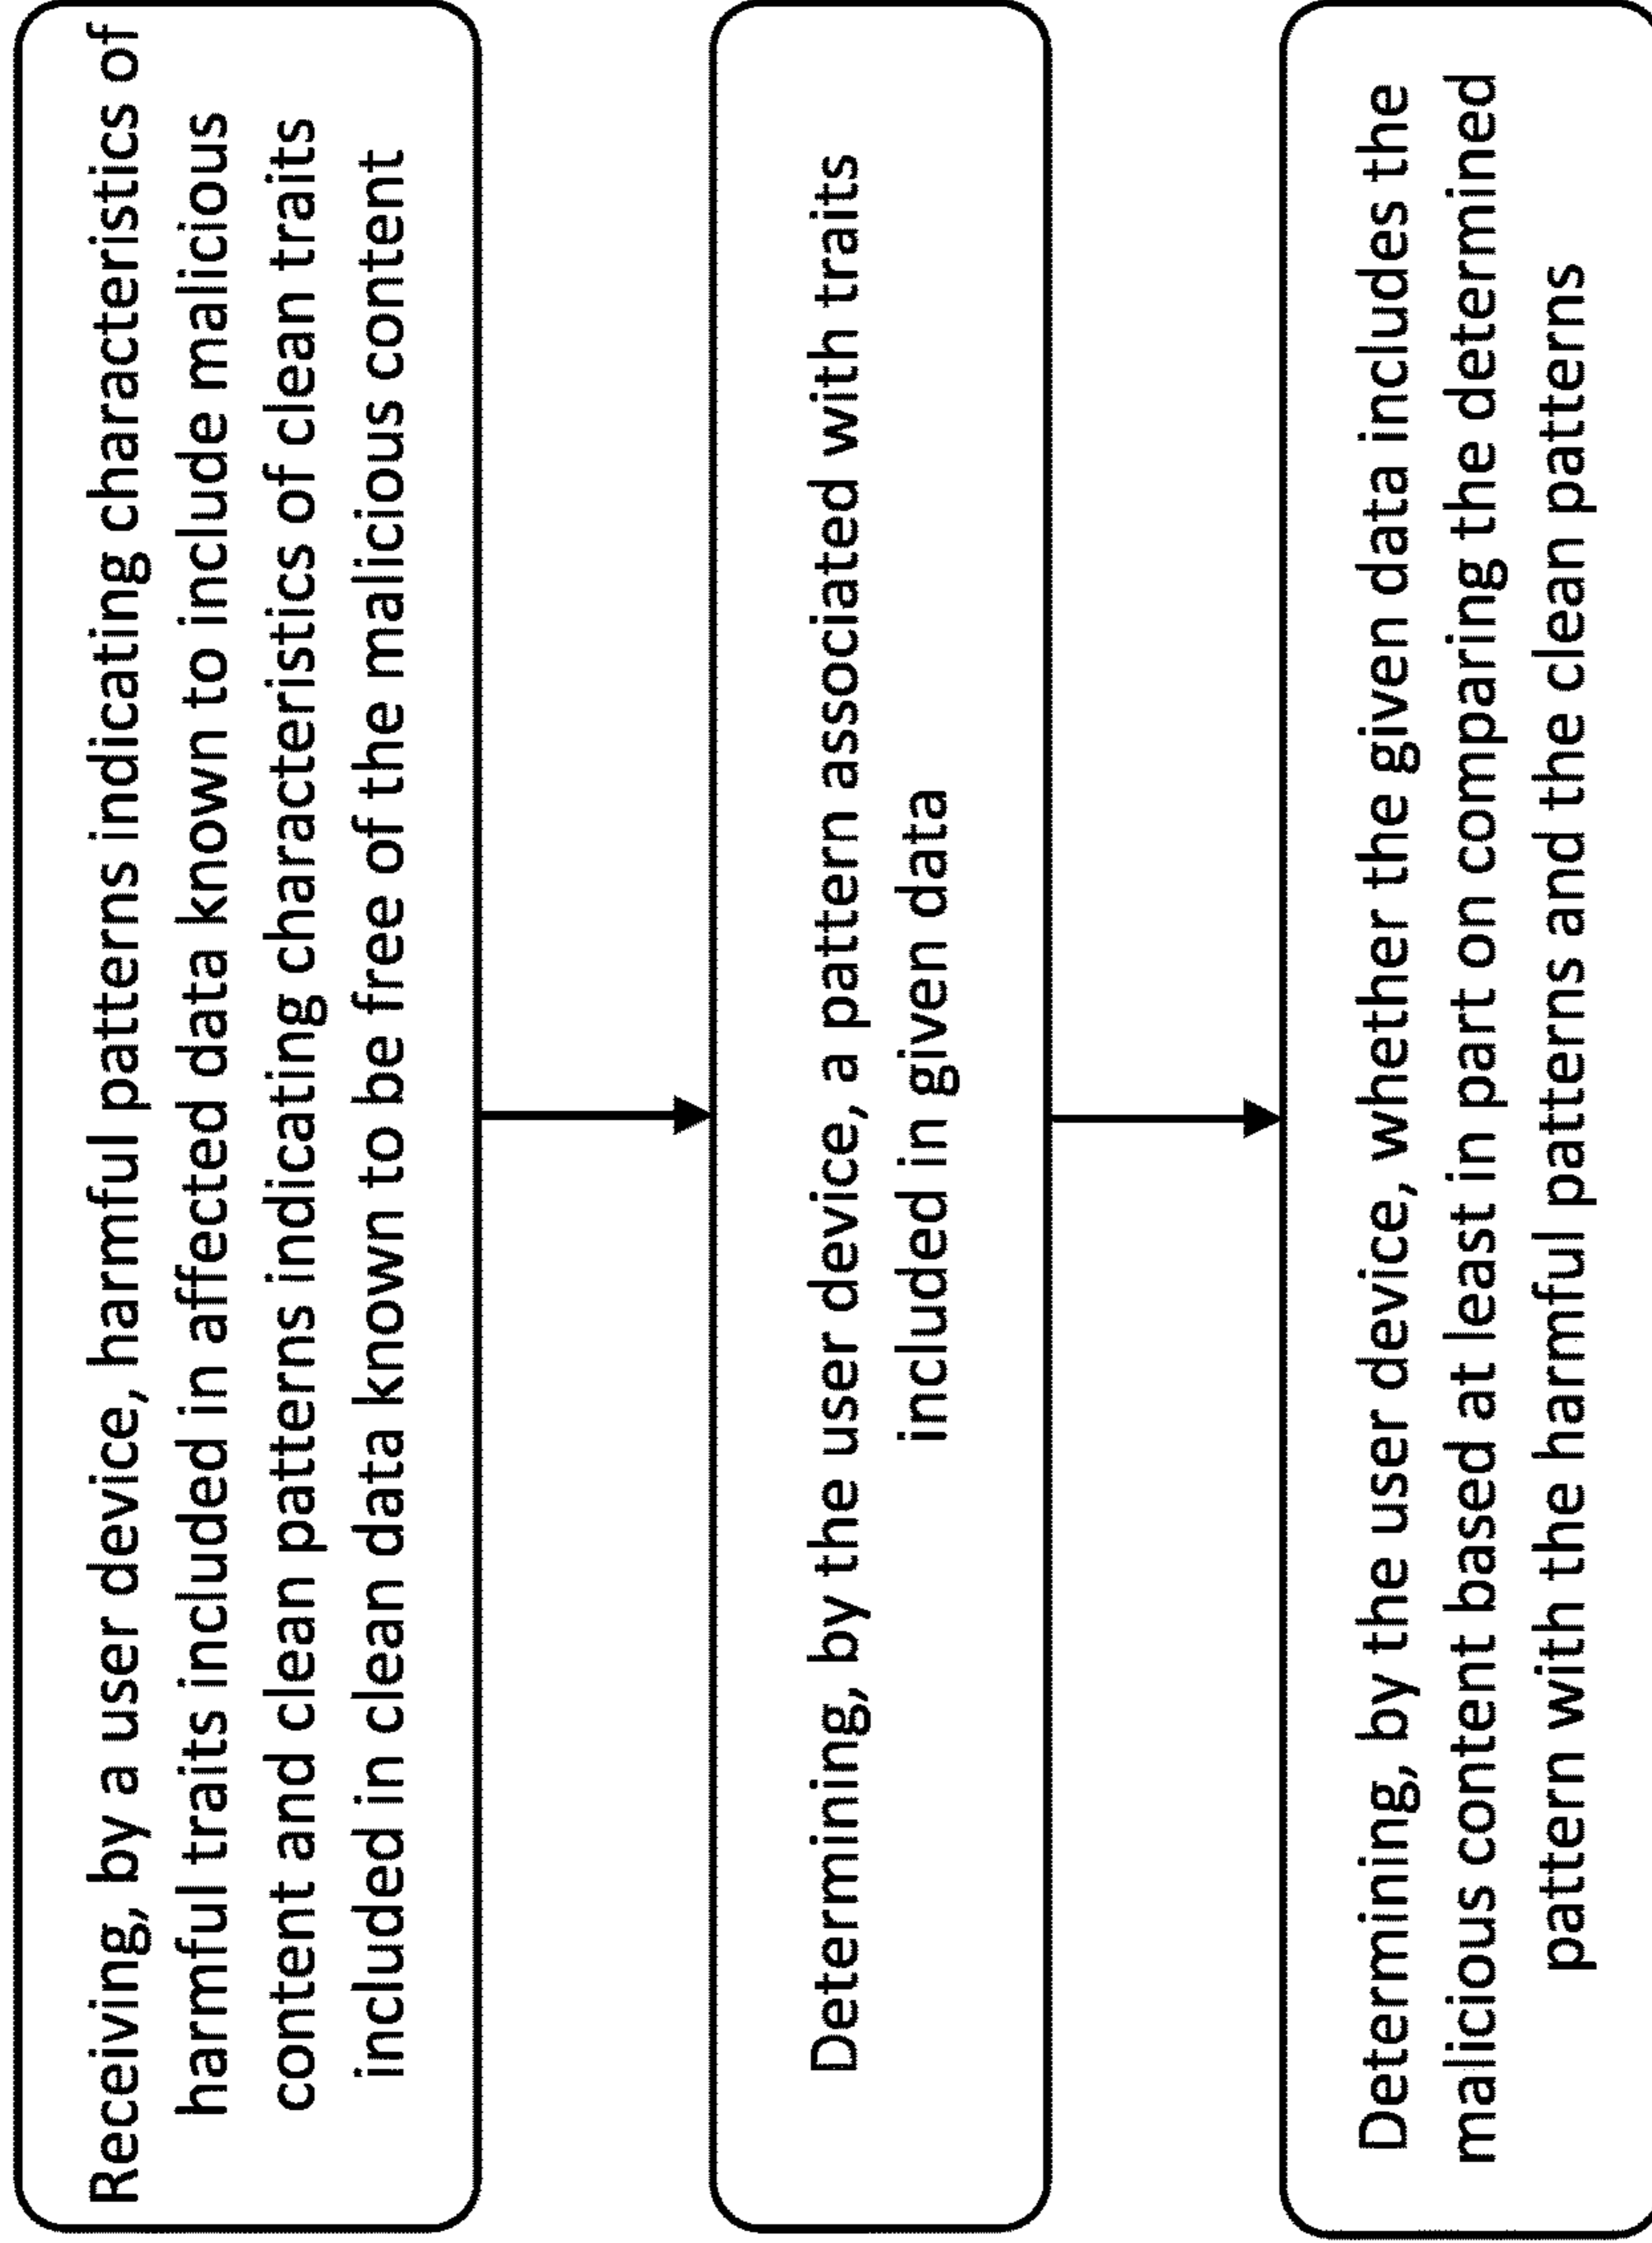 Receiving, by a user device, harmful patterns indicating characteristics of
harmful traits included in affected data known to include malicious
content and clean patterns indicating characteristics of clean traits
included in clean data known to be free of the malicious content
Determining, by the user device, a pattern associated with traits
included in given data
Determining, by the user device, whether the given data includes the
malicious content based at least in part on comparing the determined
pattern with the harmful patterns and the clean patterns